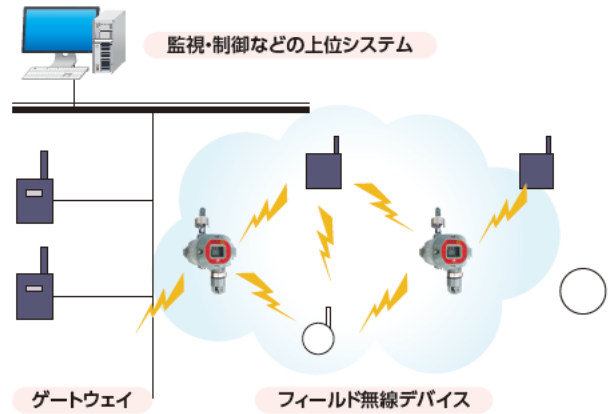 監視・制御などの上位システム
ゲートウェイ
フィールド無線デバイス